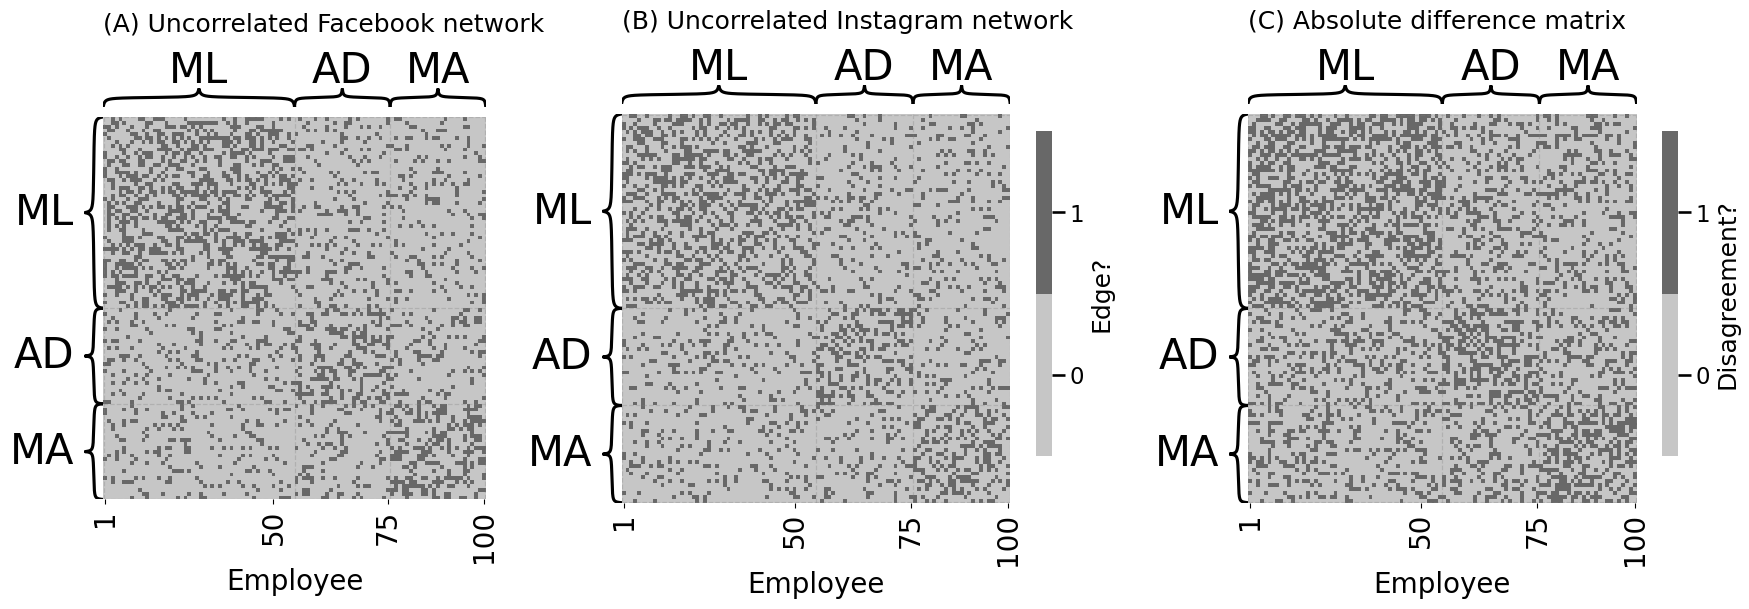 (A) Uncorrelated Facebook network
ML AD MA
ML
AD
MA
1 50 75 100
Employee
(B) Uncorrelated Instagram network
ML AD MA
ML
AD
MA
1 50 75 100
Employee
1
0
Edge?
(C) Absolute difference matrix
ML AD MA
ML
AD
MA
1 50 75 100
Employee
1
0
Disagreement?